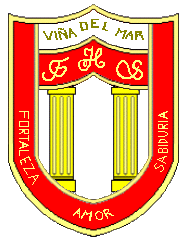 VIÑA DEL MAR
F H S
FORTALEZA
AMOR
SABIDURIA